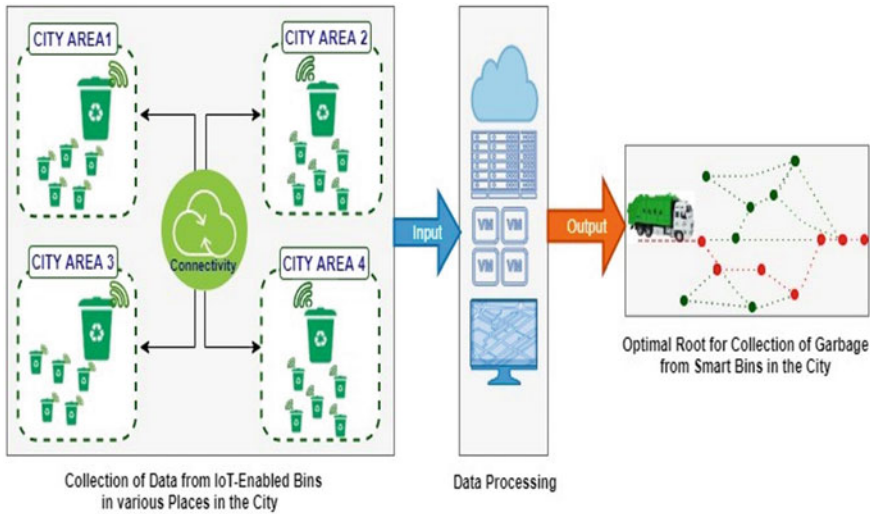 CITY AREA1
CITY AREA 2
Connectivity
CITY AREA 3
CITY AREA 4
Collection of Data from IoT-Enabled Bins
in various Places in the City
Input
VM VM
VM VM
Data Processing
Output
Optimal Root for Collection of Garbage
from Smart Bins in the City